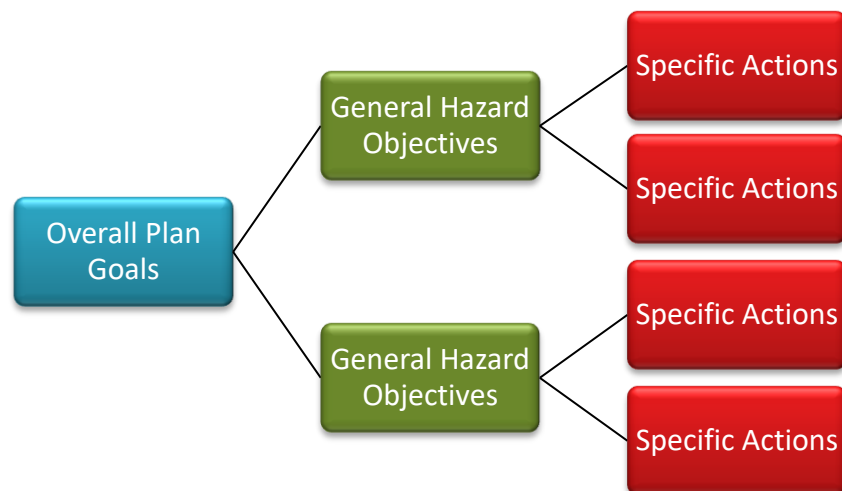 Overall Plan
Goals
General Hazard
Objectives
Specific Actions
Specific Actions
General Hazard
Objectives
Specific Actions
Specific Actions